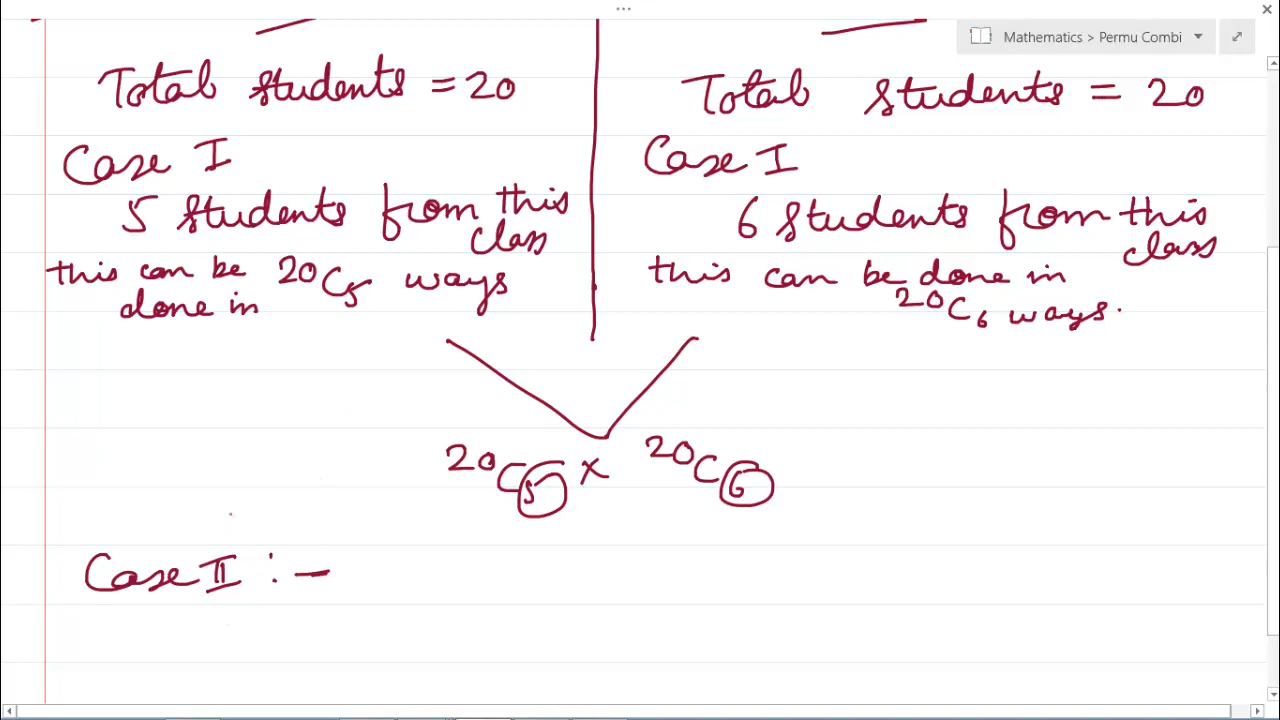 Mathematics > Permu Combi
Total students = 20
Case I
5 students from this
class
this can be 20C5 ways
done in
Total students = 20
Case I
6 students from this
class
this can be done in
20C6 ways.
20C5 x 20C6
Case II :-